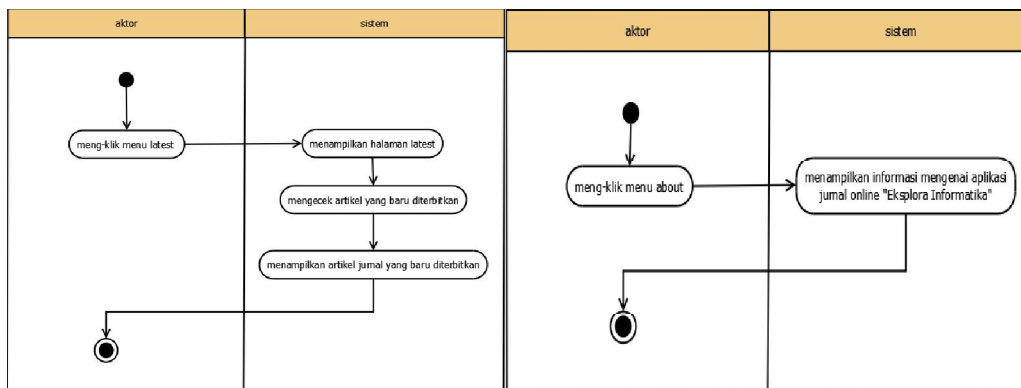 aktor
sistem
meng-klik menu latest
menampilkan halaman latest
mengecek artikel yang baru diterbitkan
menampilkan artikel jurnal yang baru diterbitkan
aktor
sistem
meng-klik menu about
menampilkan informasi mengenai aplikasi
jurnal online "Eksplora Informatika"